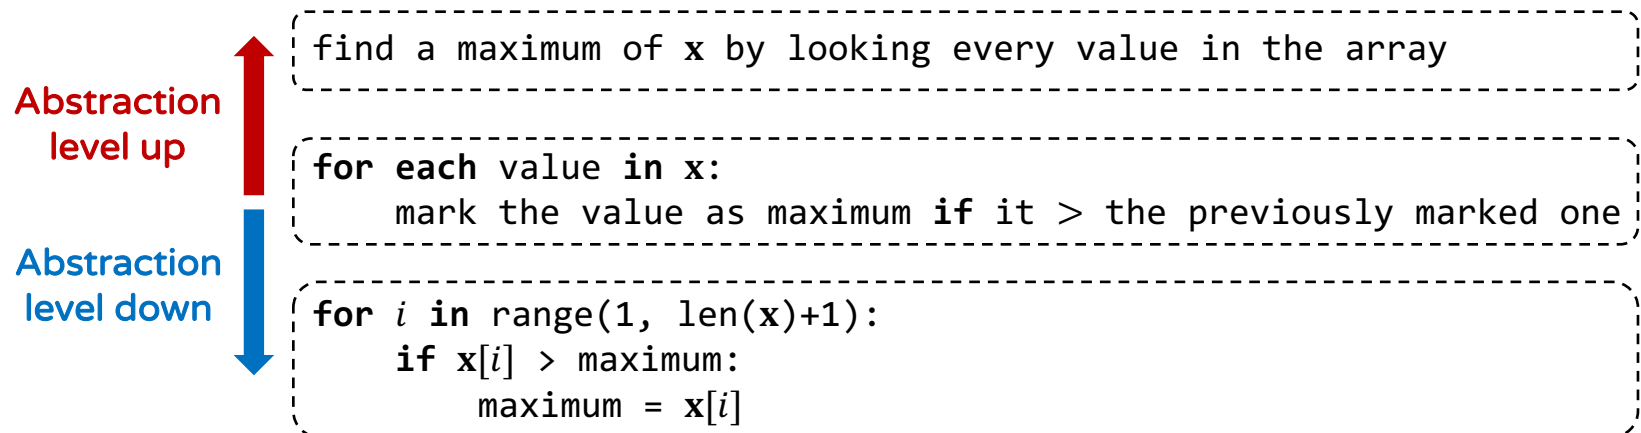 find a maximum of x by looking every value in the array
Abstraction
level up
for each value in x:
mark the value as maximum if it > the previously marked one
Abstraction
level down
for i in range(1, len(x)+1):
if x[i] > maximum:
maximum = x[i]